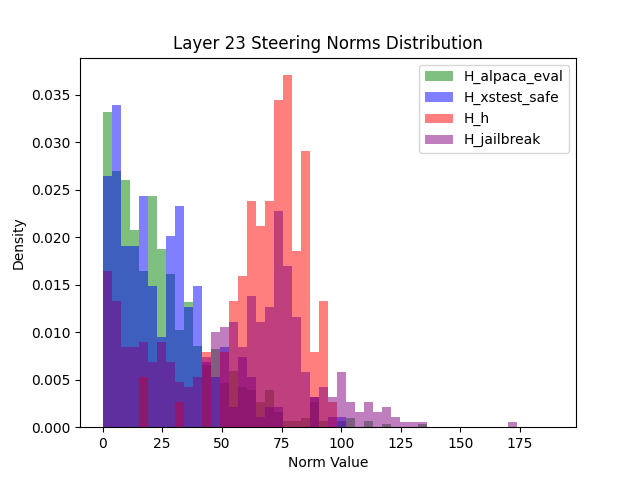 Layer 23 Steering Norms Distribution
H_alpaca_eval
H_xstest_safe
H_h
H_jailbreak
Density
0.035
0.030
0.025
0.020
0.015
0.010
0.005
0.000
0 25 50 75 100 125 150 175
Norm Value